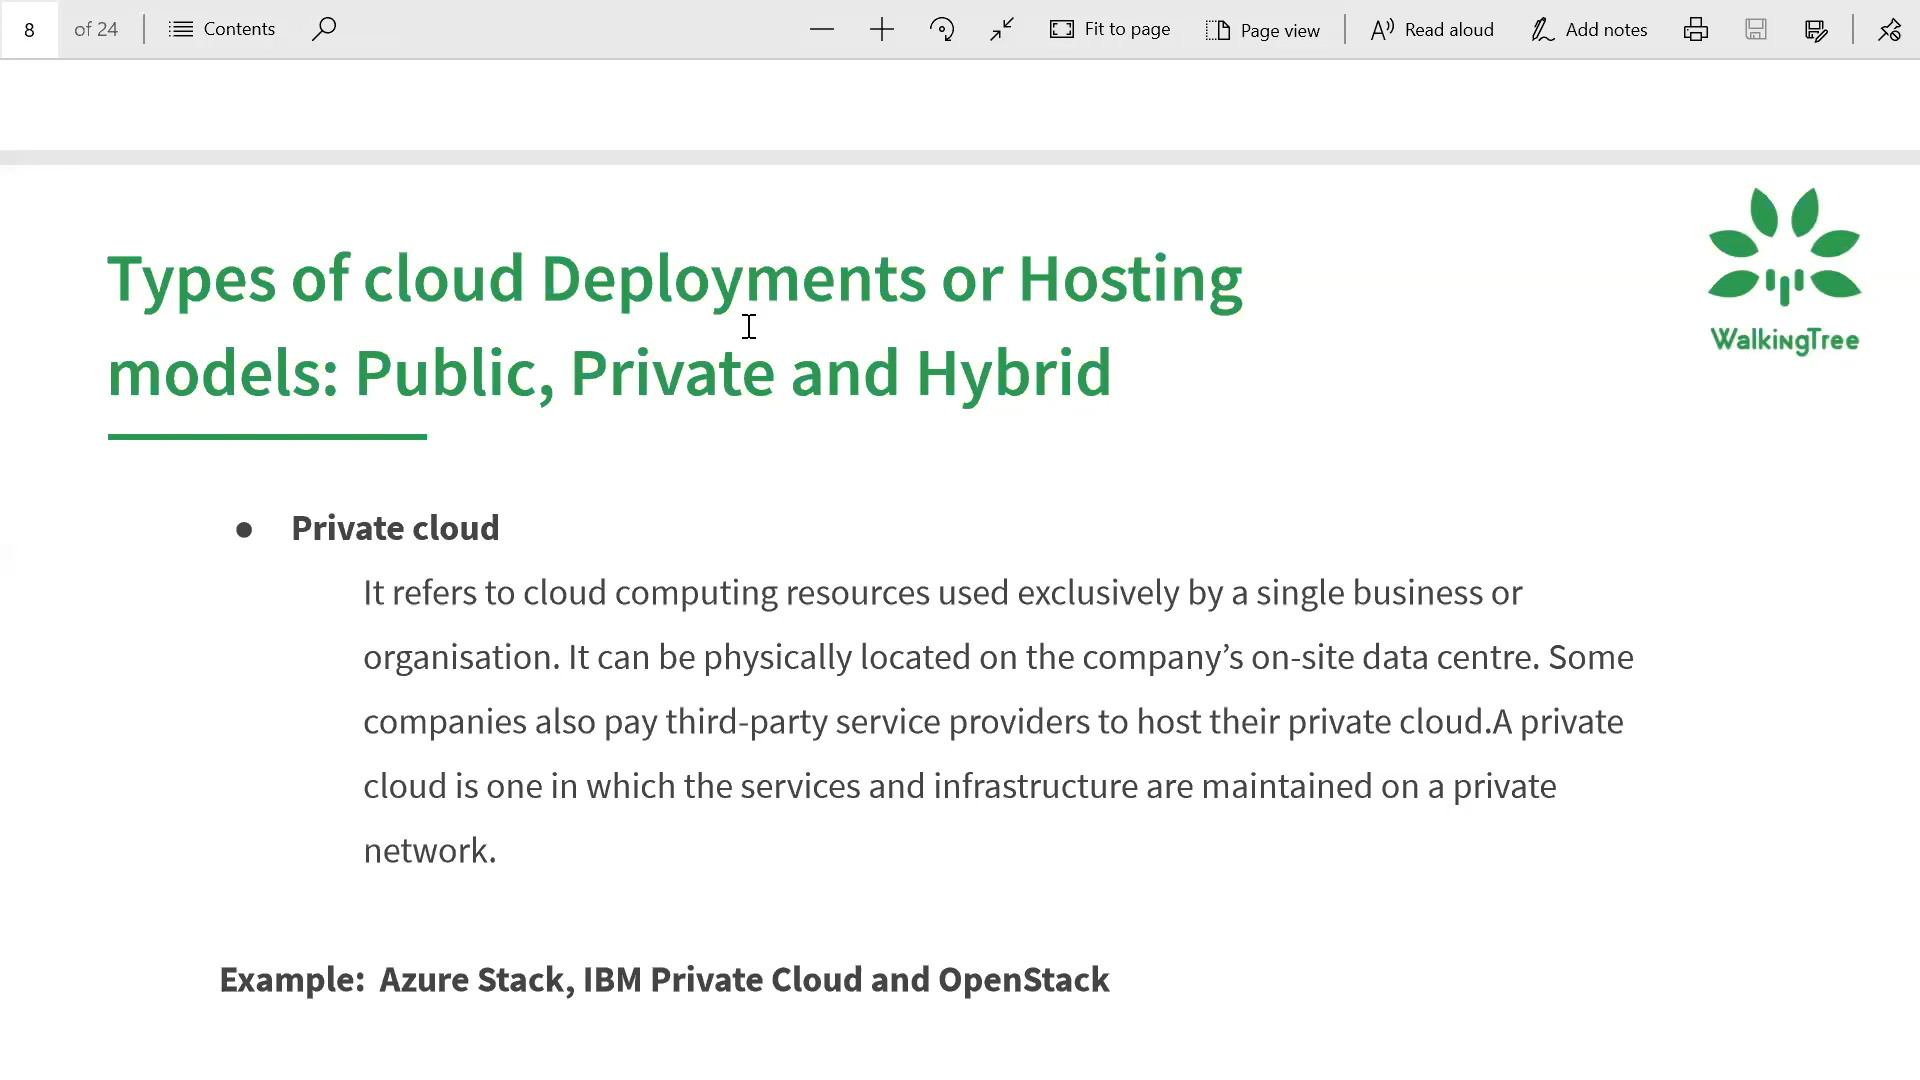 8 of 24 Contents Fit to page Page view Read aloud Add notes
Types of cloud Deployments or Hosting
models: Public, Private and Hybrid
WalkingTree
● Private cloud
It refers to cloud computing resources used exclusively by a single business or
organisation. It can be physically located on the company’s on-site data centre. Some
companies also pay third-party service providers to host their private cloud.A private
cloud is one in which the services and infrastructure are maintained on a private
network.
Example:  Azure Stack, IBM Private Cloud and OpenStack